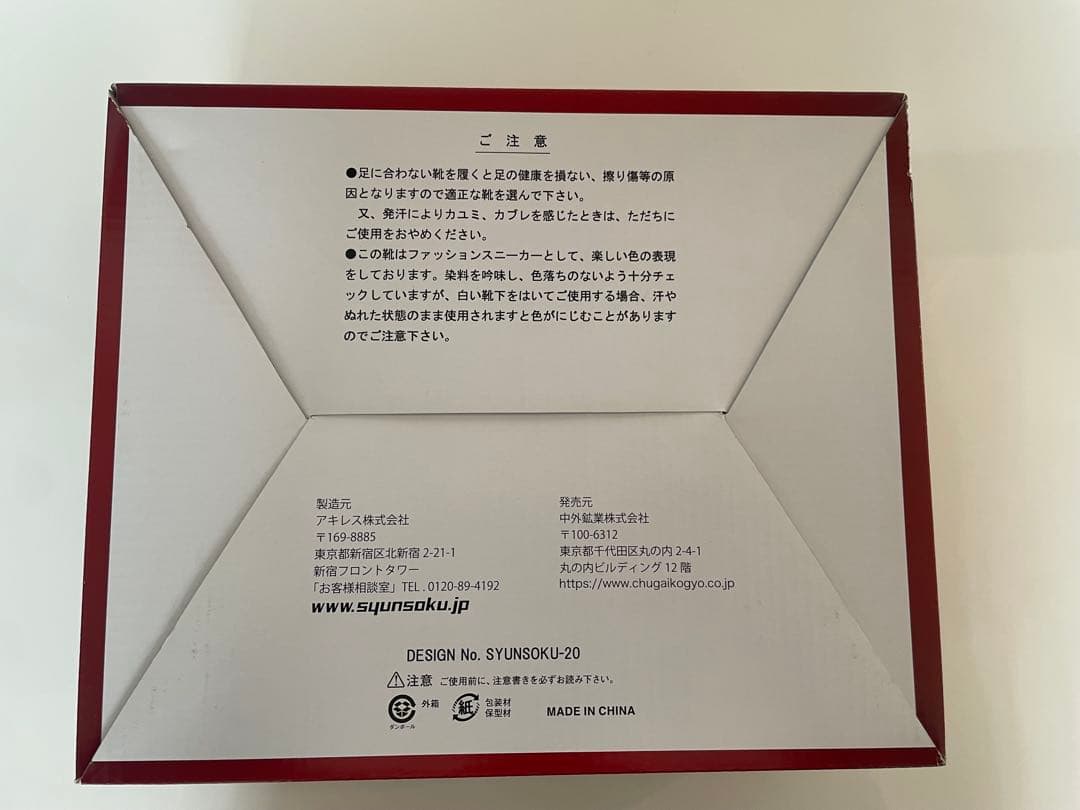 ご注意
●足に合わない靴を履くと足の健康を損ない、擦り傷等の原
因となりますので適正な靴を選んで下さい。
又、発汗によりカユミ、カブレを感じたときは、ただちに
ご使用をおやめください。
●この靴はファッションスニーカーとして、楽しい色の表現
をしております。染料を吟味し、色落ちのないよう十分チェ
ックしていますが、白い靴下をはいてご使用する場合、汗や
ぬれた状態のまま使用されますと色がにじむことがあります
のでご注意下さい。
製造元
アキレス株式会社
〒169-8885
東京都新宿区北新宿 2-21-1
新宿フロントタワー
「お客様相談室」TEL.0120-89-4192
www.syunsoku.jp
発売元
中外鉱業株式会社
〒100-6312
東京都千代田区丸の内 2-4-1
丸の内ビルディング 12 階
https://www.chugaikogyo.co.jp
DESIGN No. SYUNSOKU-20
注意 ご使用前に、注意書きを必ずお読み下さい。
外箱
ダンボール
紙
包装材
保型材
MADE IN CHINA